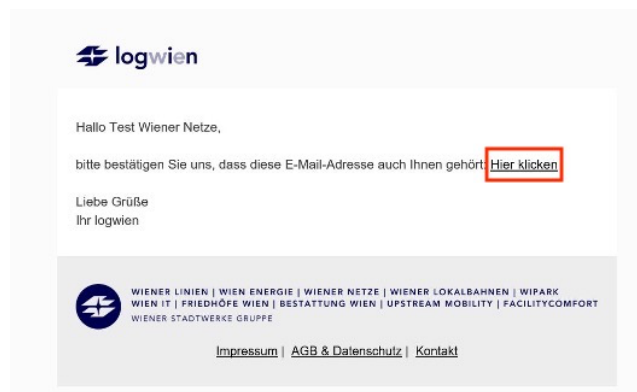 logwien
Hallo Test Wiener Netze,
bitte bestätigen Sie uns, dass diese E-Mail-Adresse auch Ihnen gehört: Hier klicken
Liebe Grüße
Ihr logwien
WIENER LINIEN | WIEN ENERGIE | WIENER NETZE | WIENER LOKALBAHNEN | WIPARK
WIEN IT | FRIEDHÖFE WIEN | BESTATTUNG WIEN | UPSTREAM MOBILITY | FACILITYCOMFORT
WIENER STADTWERKE GRUPPE
Impressum | AGB & Datenschutz | Kontakt